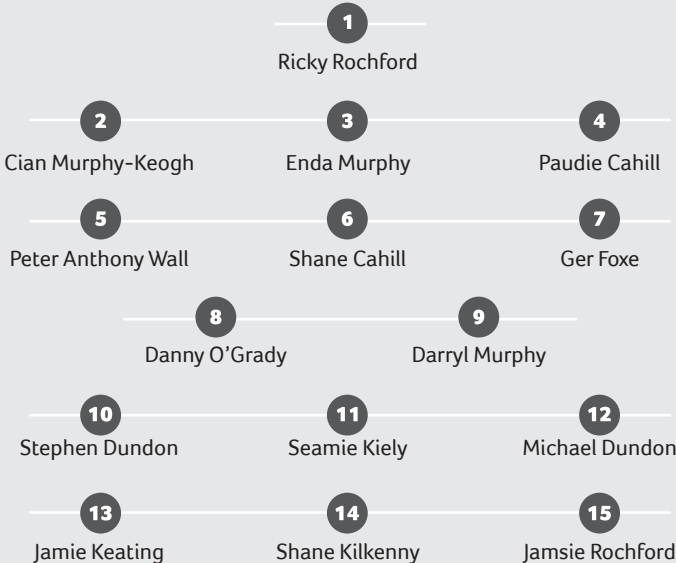 1
Ricky Rochford
2 3 4
Cian Murphy-Keogh Enda Murphy Paudie Cahill
5 6 7
Peter Anthony Wall Shane Cahill Ger Foxe
8 9
Danny O’Grady Darryl Murphy
10 11 12
Stephen Dundon Seamie Kiely Michael Dundon
13 14 15
Jamie Keating Shane Kilkenny Jamsie Rochford